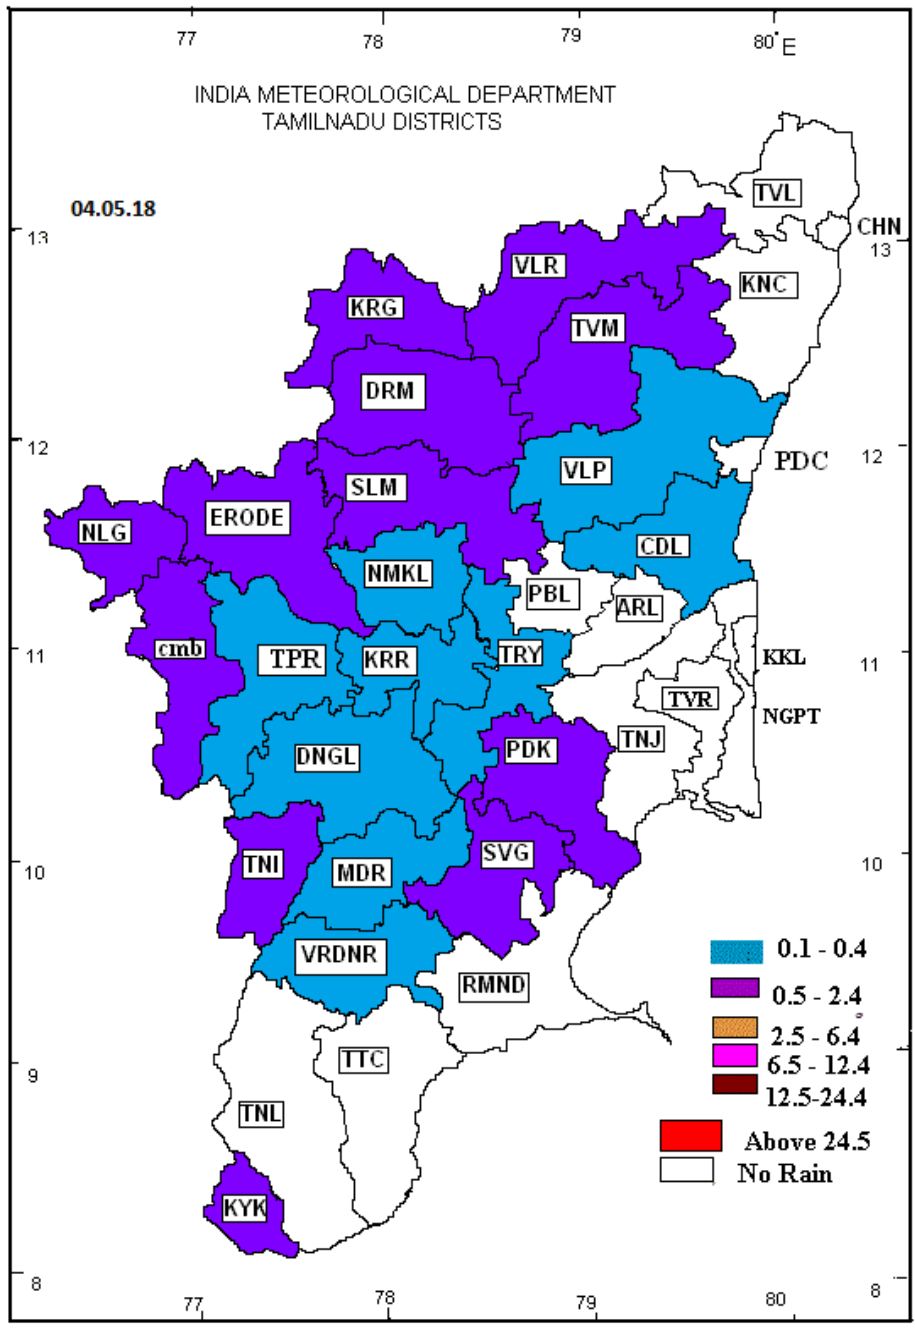 77 78 79 80°E
INDIA METEOROLOGICAL DEPARTMENT
TAMILNADU DISTRICTS
04.05.18
TVL
13 CHN
13
VLR
KNC
KRG
TVM
DRM
12 12
PDC
VLP
SLM
ERODE
NLG
CDL
NMKL
PBL
ARL
cmb
11 TPR KRR TRY KKL 11
TVR
NGPT
TNJ
DNGL PDK
SVG
10 TNI MDR 10
0.1 - 0.4
VRDNR
RMND
0.5 - 2.4
2.5 - 6.4
9 TTC 6.5 - 12.4
12.5-24.4
TNL
Above 24.5
No Rain
KYK
8 8
77 78 79 80